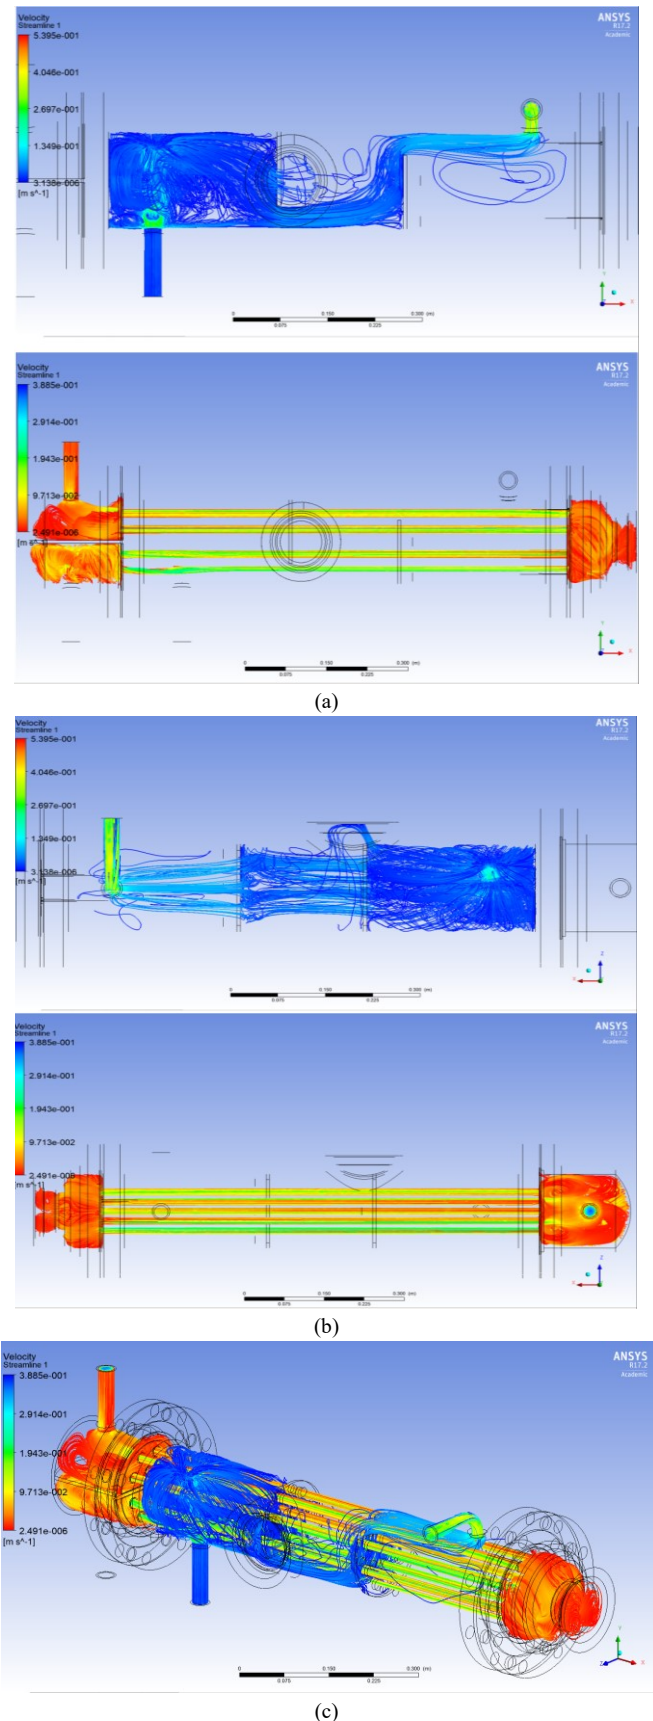 Velocity
Streamline 1
5.395e-001
4.046e-001
2.697e-001
1.349e-001
3.138e-006
[m s^-1]
ANSYS
R17.2
Academic
0 0.150 0.300 (m)
0.075 0.225
Y
X
Velocity
Streamline 1
3.885e-001
2.914e-001
1.943e-001
9.713e-002
2.491e-006
[m s^-1]
ANSYS
R17.2
Academic
0 0.150 0.300 (m)
0.075 0.225
Y
X
(a)
Velocity
Streamline 1
5.395e-001
4.046e-001
2.697e-001
1.349e-001
3.138e-006
[m s^-1]
ANSYS
R17.2
Academic
0 0.150 0.300 (m)
0.075 0.225
Z
X
Velocity
Streamline 1
3.885e-001
2.914e-001
1.943e-001
9.713e-002
2.491e-006
[m s^-1]
ANSYS
R17.2
Academic
0 0.150 0.300 (m)
0.075 0.225
Z
X
(b)
Velocity
Streamline 1
3.885e-001
2.914e-001
1.943e-001
9.713e-002
2.491e-006
[m s^-1]
ANSYS
R17.2
Academic
0 0.150 0.300 (m)
0.075 0.225
Y
Z X
(c)